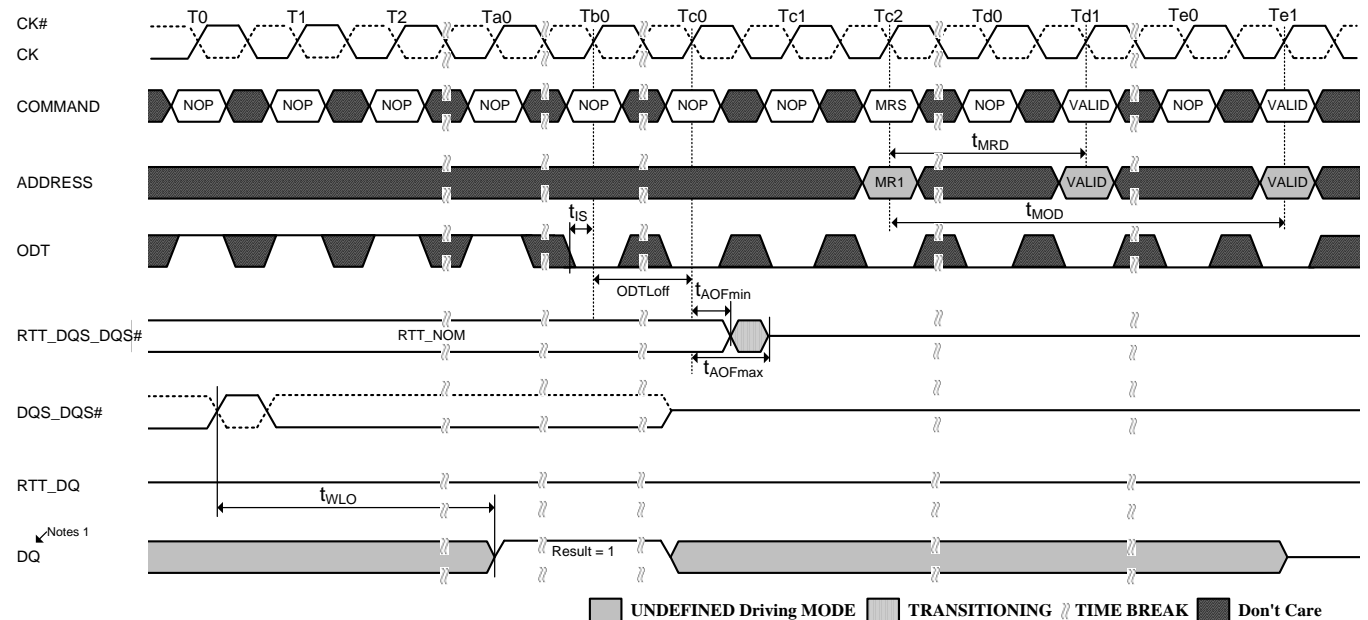 CK#
T0 T1 T2 Ta0 Tb0 Tc0 Tc1 Tc2 Td0 Td1 Te0 Te1
CK
COMMAND NOP NOP NOP NOP NOP NOP NOP MRS NOP VALID NOP VALID
tMRD
ADDRESS MR1 VALID VALID
tIS tMOD
ODT
ODTLoff tAOFmin
RTT_DQS_DQS# RTT_NOM
tAOFmax
DQS_DQS#
RTT_DQ
tWLO
Notes 1
DQ Result = 1
UNDEFINED Driving MODE TRANSITIONING TIME BREAK Don't Care